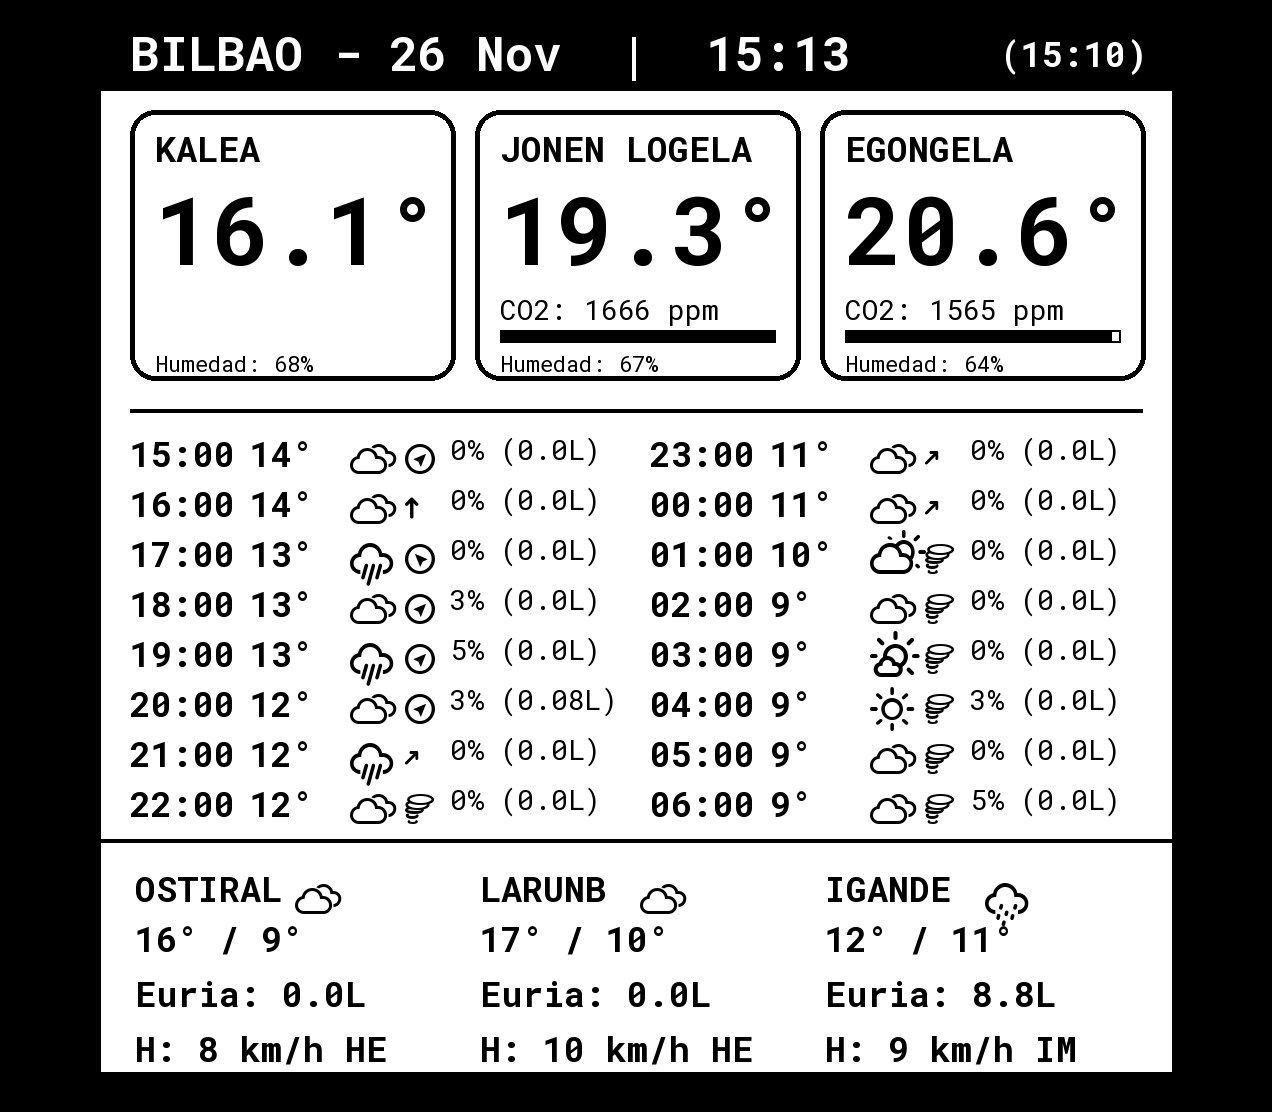 BILBAO - 26 Nov | 15:13 (15:10)
KALEA
16.1°
Humedad: 68%
JONEN LOGELA
19.3°
CO2: 1666 ppm
Humedad: 67%
EGONGELA
20.6°
CO2: 1565 ppm
Humedad: 64%
15:00 14° 0% (0.0L)
16:00 14° 0% (0.0L)
17:00 13° 0% (0.0L)
18:00 13° 3% (0.0L)
19:00 13° 5% (0.0L)
20:00 12° 3% (0.08L)
21:00 12° 0% (0.0L)
22:00 12° 0% (0.0L)
23:00 11° 0% (0.0L)
00:00 11° 0% (0.0L)
01:00 10° 0% (0.0L)
02:00 9° 0% (0.0L)
03:00 9° 0% (0.0L)
04:00 9° 3% (0.0L)
05:00 9° 0% (0.0L)
06:00 9° 5% (0.0L)
OSTIRAL
16° / 9°
Euria: 0.0L
H: 8 km/h HE
LARUNB
17° / 10°
Euria: 0.0L
H: 10 km/h HE
IGANDE
12° / 11°
Euria: 8.8L
H: 9 km/h IM